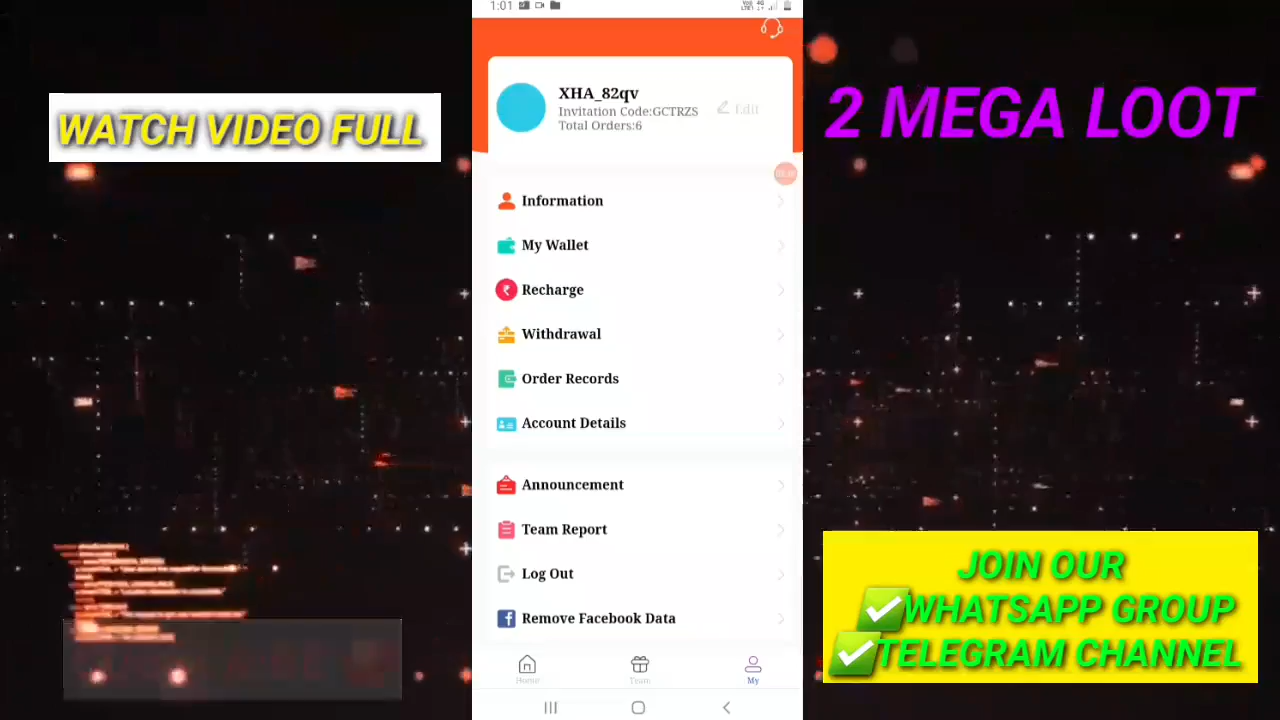 WATCH VIDEO FULL
1:01
XHA_82qv
Invitation Code:GCTRZS
Total Orders:6
Edit
Information
My Wallet
Recharge
Withdrawal
Order Records
Account Details
Announcement
Team Report
Log Out
Remove Facebook Data
Home
Team
My
2 MEGA LOOT
JOIN OUR
✅WHATSAPP GROUP
✅TELEGRAM CHANNEL